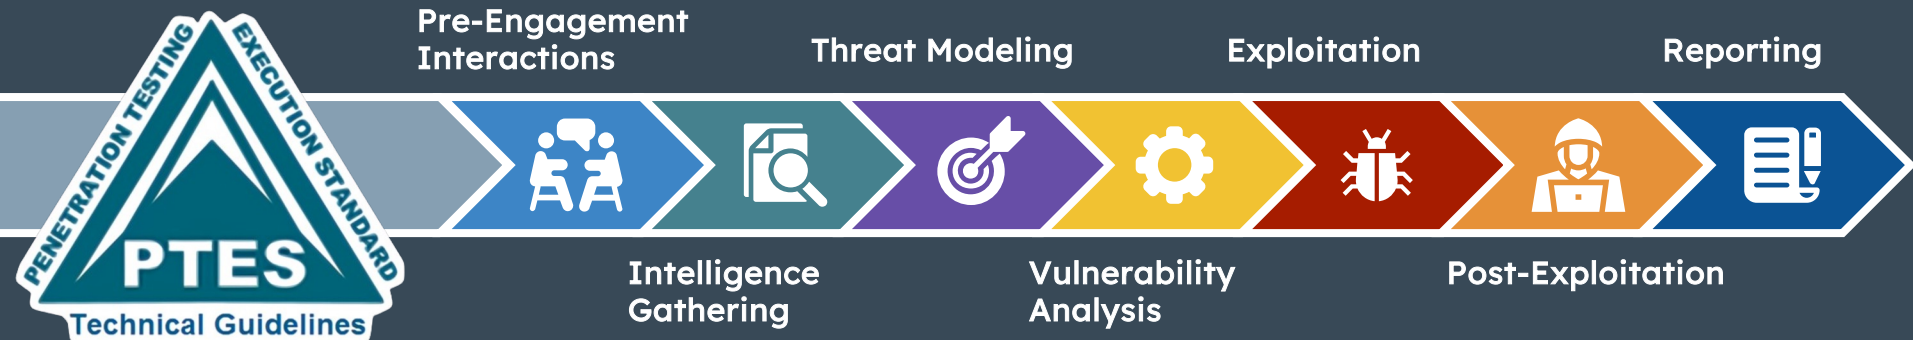 PENETRATION TESTING
EXECUTION STANDARD
PTES
Technical Guidelines
Pre-Engagement
Interactions
Intelligence
Gathering
Threat Modeling
Vulnerability
Analysis
Exploitation
Post-Exploitation
Reporting